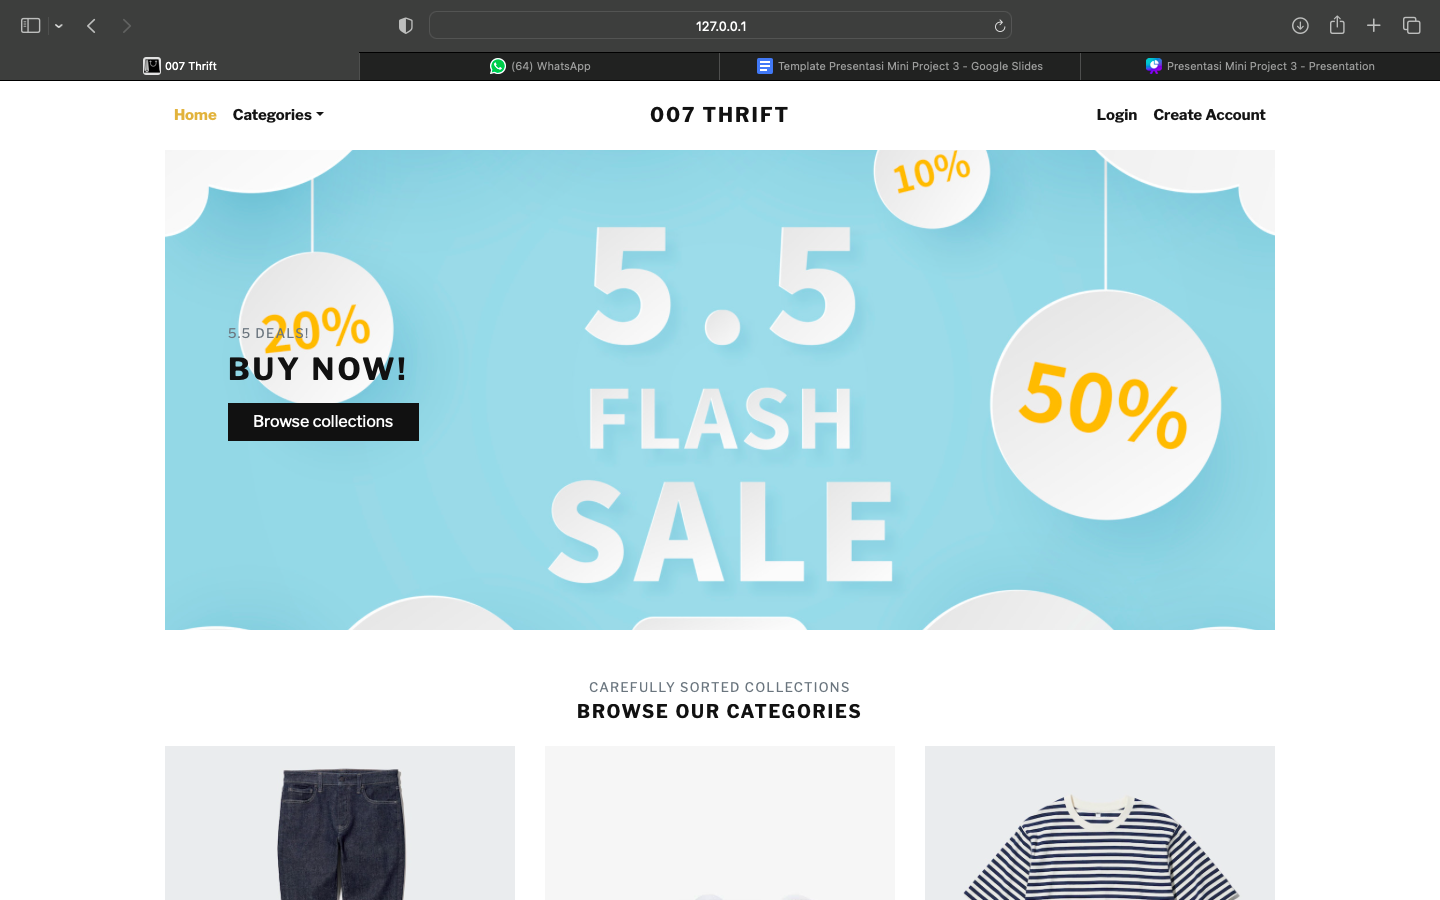 127.0.0.1
007 Thrift
(64) WhatsApp
Template Presentasi Mini Project 3 - Google Slides
Presentasi Mini Project 3 - Presentation
Home Categories
007 THRIFT
Login Create Account
10%
20%
5.5 DEALS!
BUY NOW!
Browse collections
5.5
FLASH
SALE
50%
CAREFULLY SORTED COLLECTIONS
BROWSE OUR CATEGORIES